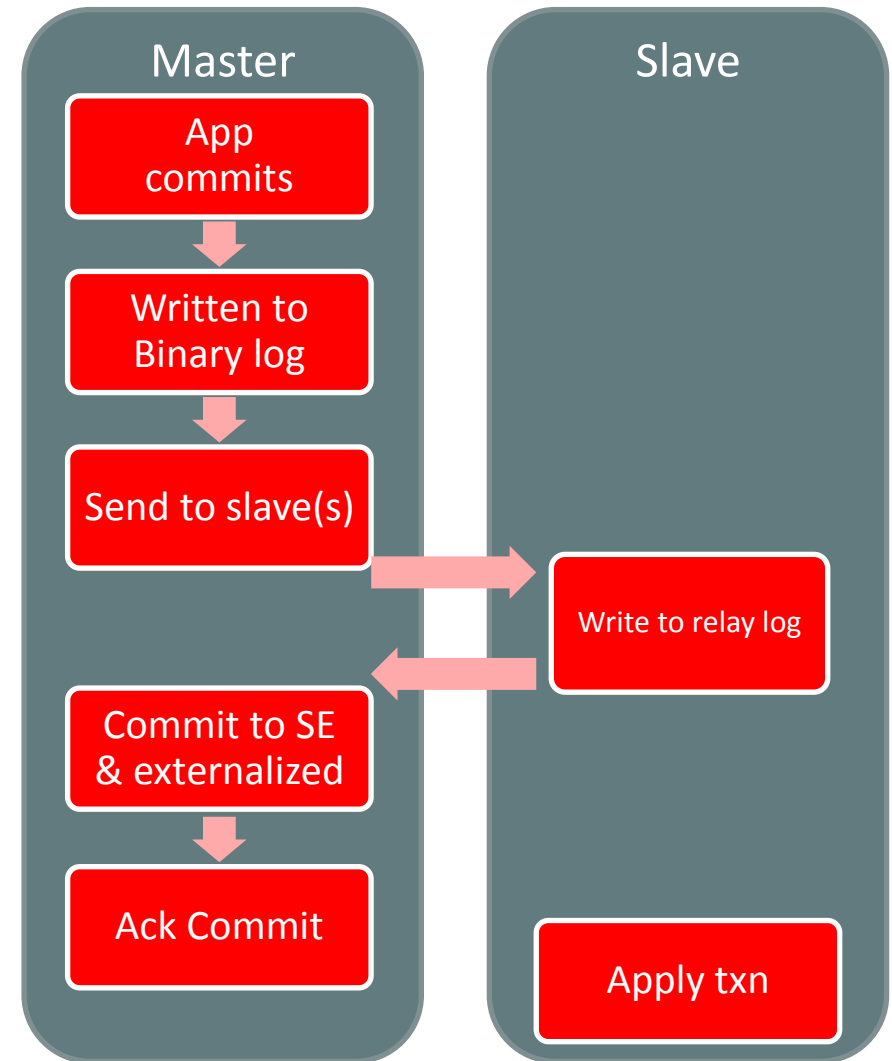 Master
App
commits
Written to
Binary log
Send to slave(s)
Commit to SE
& externalized
Ack Commit
Slave
Write to relay log
Apply txn